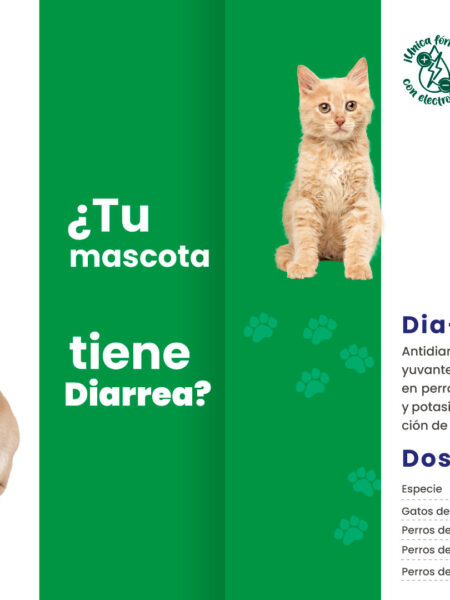 ¿Tu
mascota
tiene
Diarrea?
¡Única
con
Dia-
Antidiar
yuvante
en perro
y potasi
ción de
Dos
Especie
Gatos de
Perros de
Perros de
Perros de